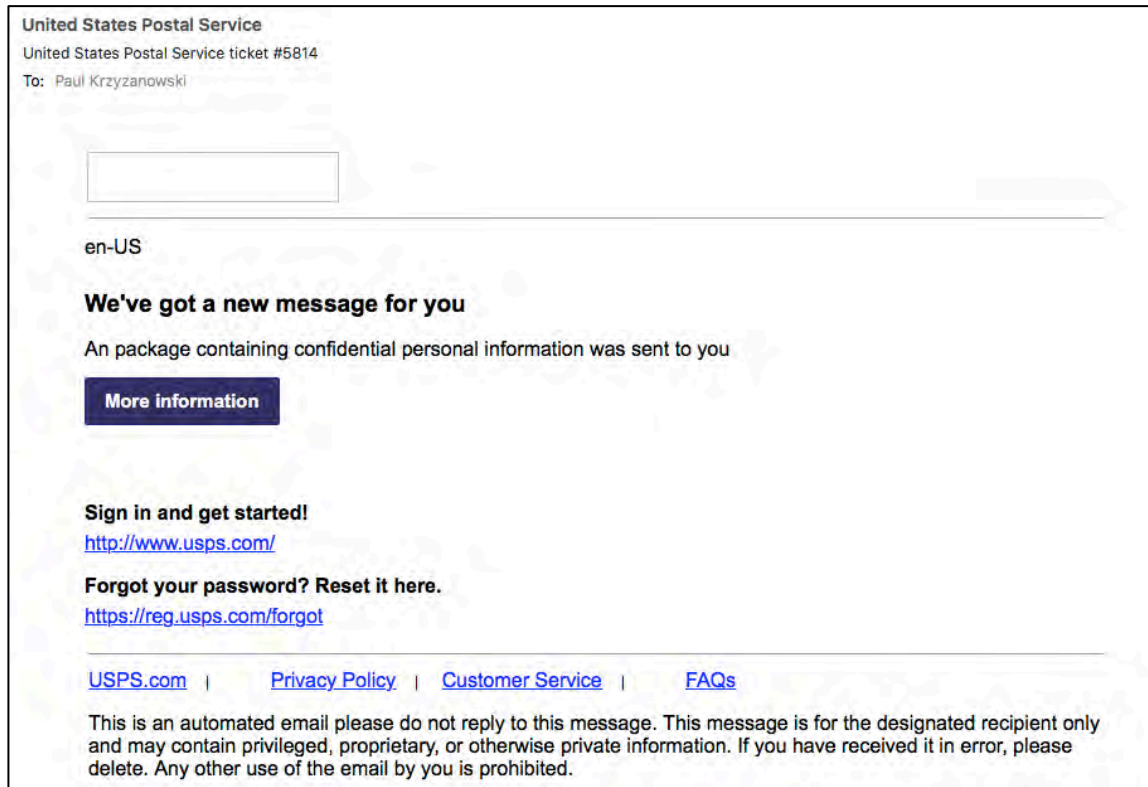 United States Postal Service
United States Postal Service ticket #5814
To: Paul Krzyzanowski
en-US
We've got a new message for you
An package containing confidential personal information was sent to you
More information
Sign in and get started!
http://www.usps.com/
Forgot your password? Reset it here.
https://reg.usps.com/forgot
USPS.com | Privacy Policy | Customer Service | FAQs
This is an automated email please do not reply to this message. This message is for the designated recipient only
and may contain privileged, proprietary, or otherwise private information. If you have received it in error, please
delete. Any other use of the email by you is prohibited.